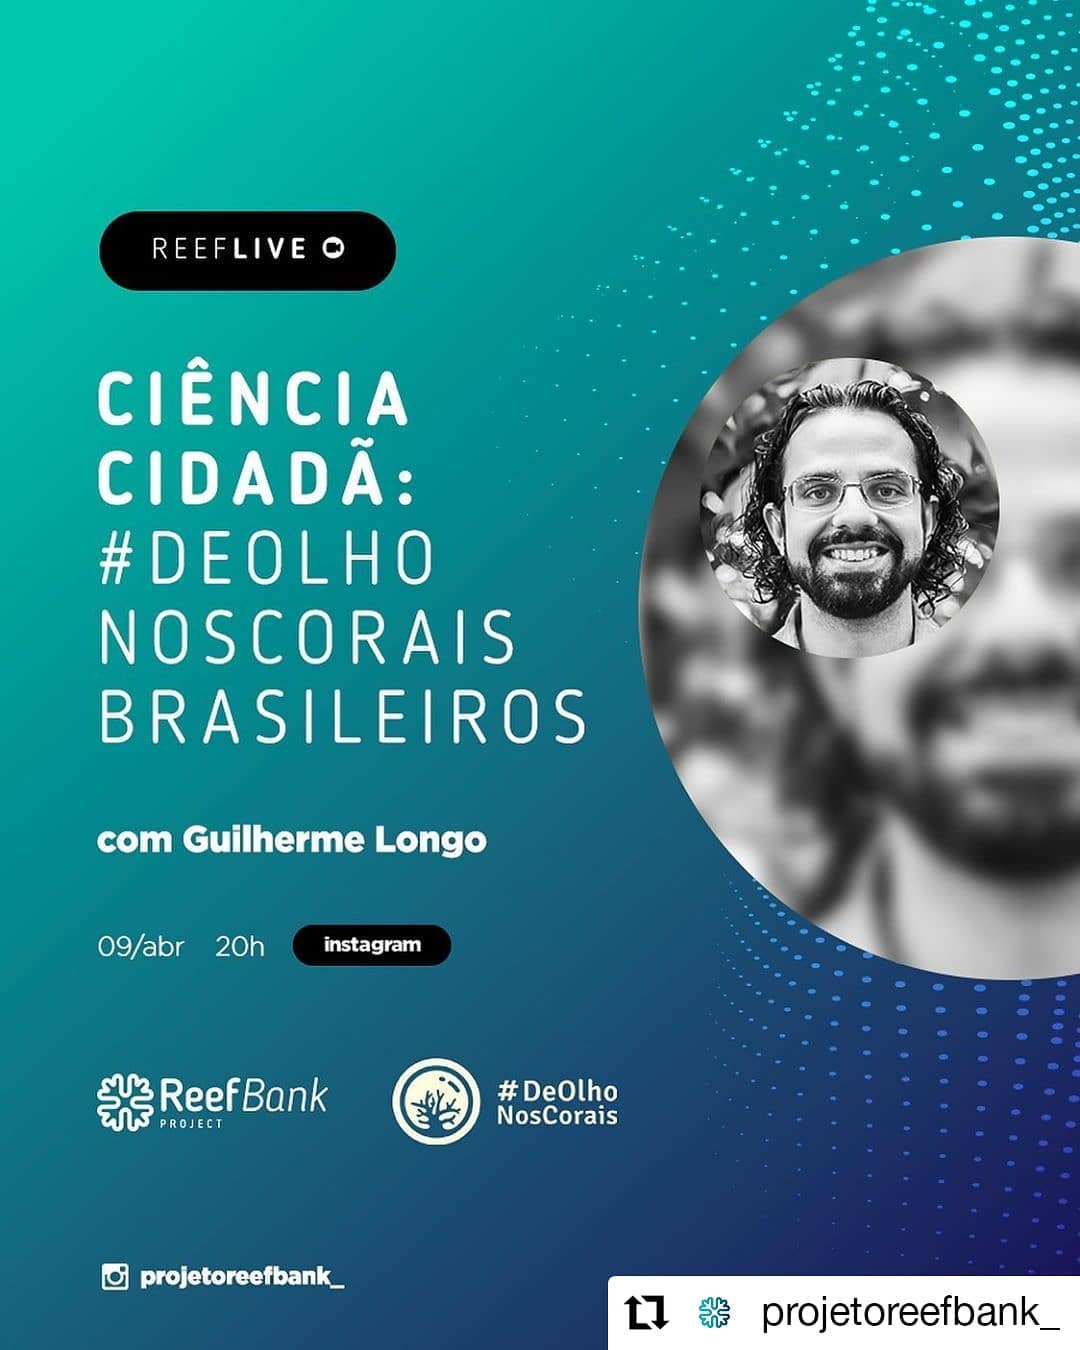 REEFLIVE
CIÊNCIA
CIDADÃ:
#DEOLHO
NOSCORAIS
BRASILEIROS
com Guilherme Longo
09/abr 20h instagram
ReefBank
PROJECT
#DeOlho
NosCorais
projetoreefbank_
projetoreefbank_